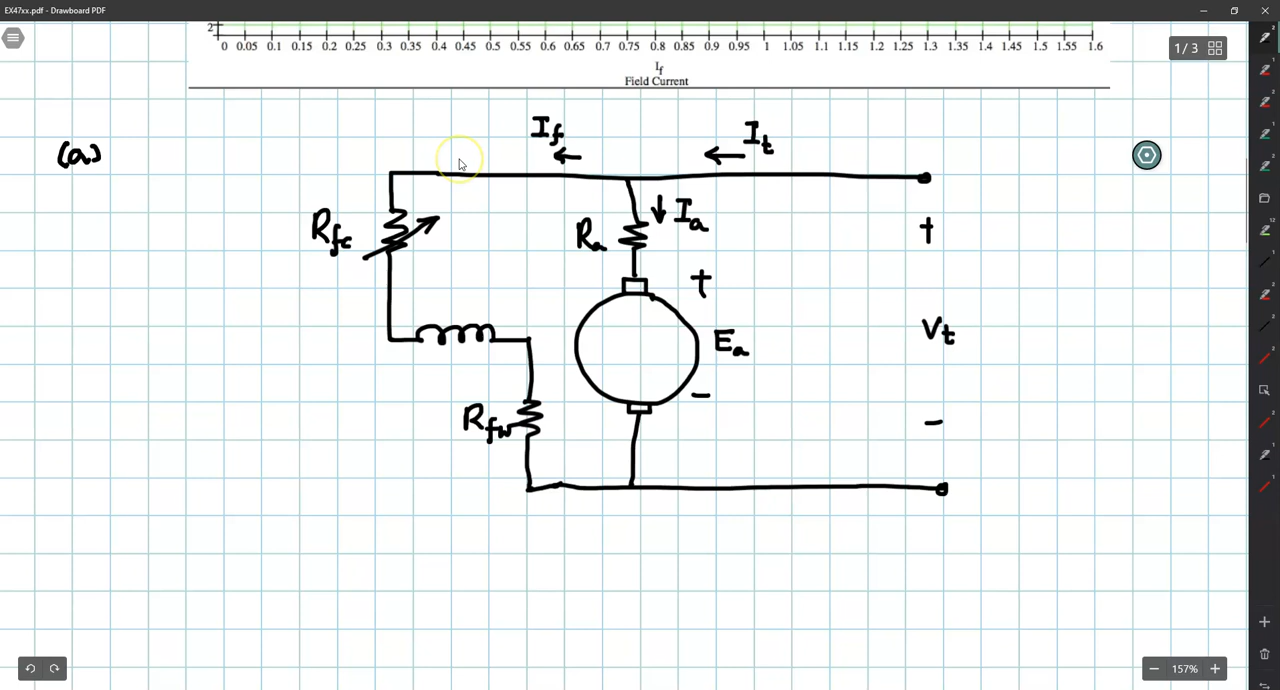 EX47xx.pdf - Drawboard PDF
2
0 0.05 0.1 0.15 0.2 0.25 0.3 0.35 0.4 0.45 0.5 0.55 0.6 0.65 0.7 0.75 0.8 0.85 0.9 0.95 1 1.05 1.1 1.15 1.2 1.25 1.3 1.35 1.4 1.45 1.5 1.55 1.6
1 / 3
If
Field Current
(a)
If
It
Ia
Rfc
Ra
+
+
Ea
Vt
-
Rfw
-
157%